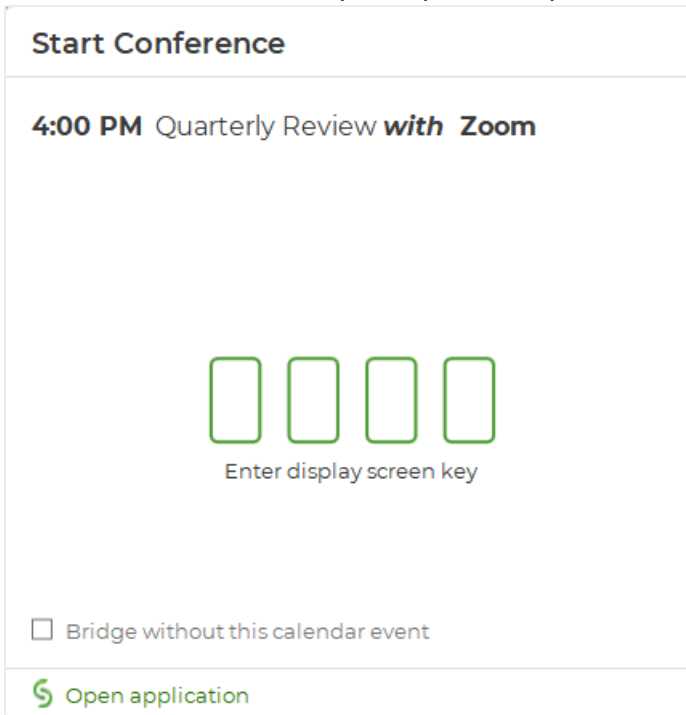 Start Conference
4:00 PM Quarterly Review with Zoom
Enter display screen key
Bridge without this calendar event
Open application